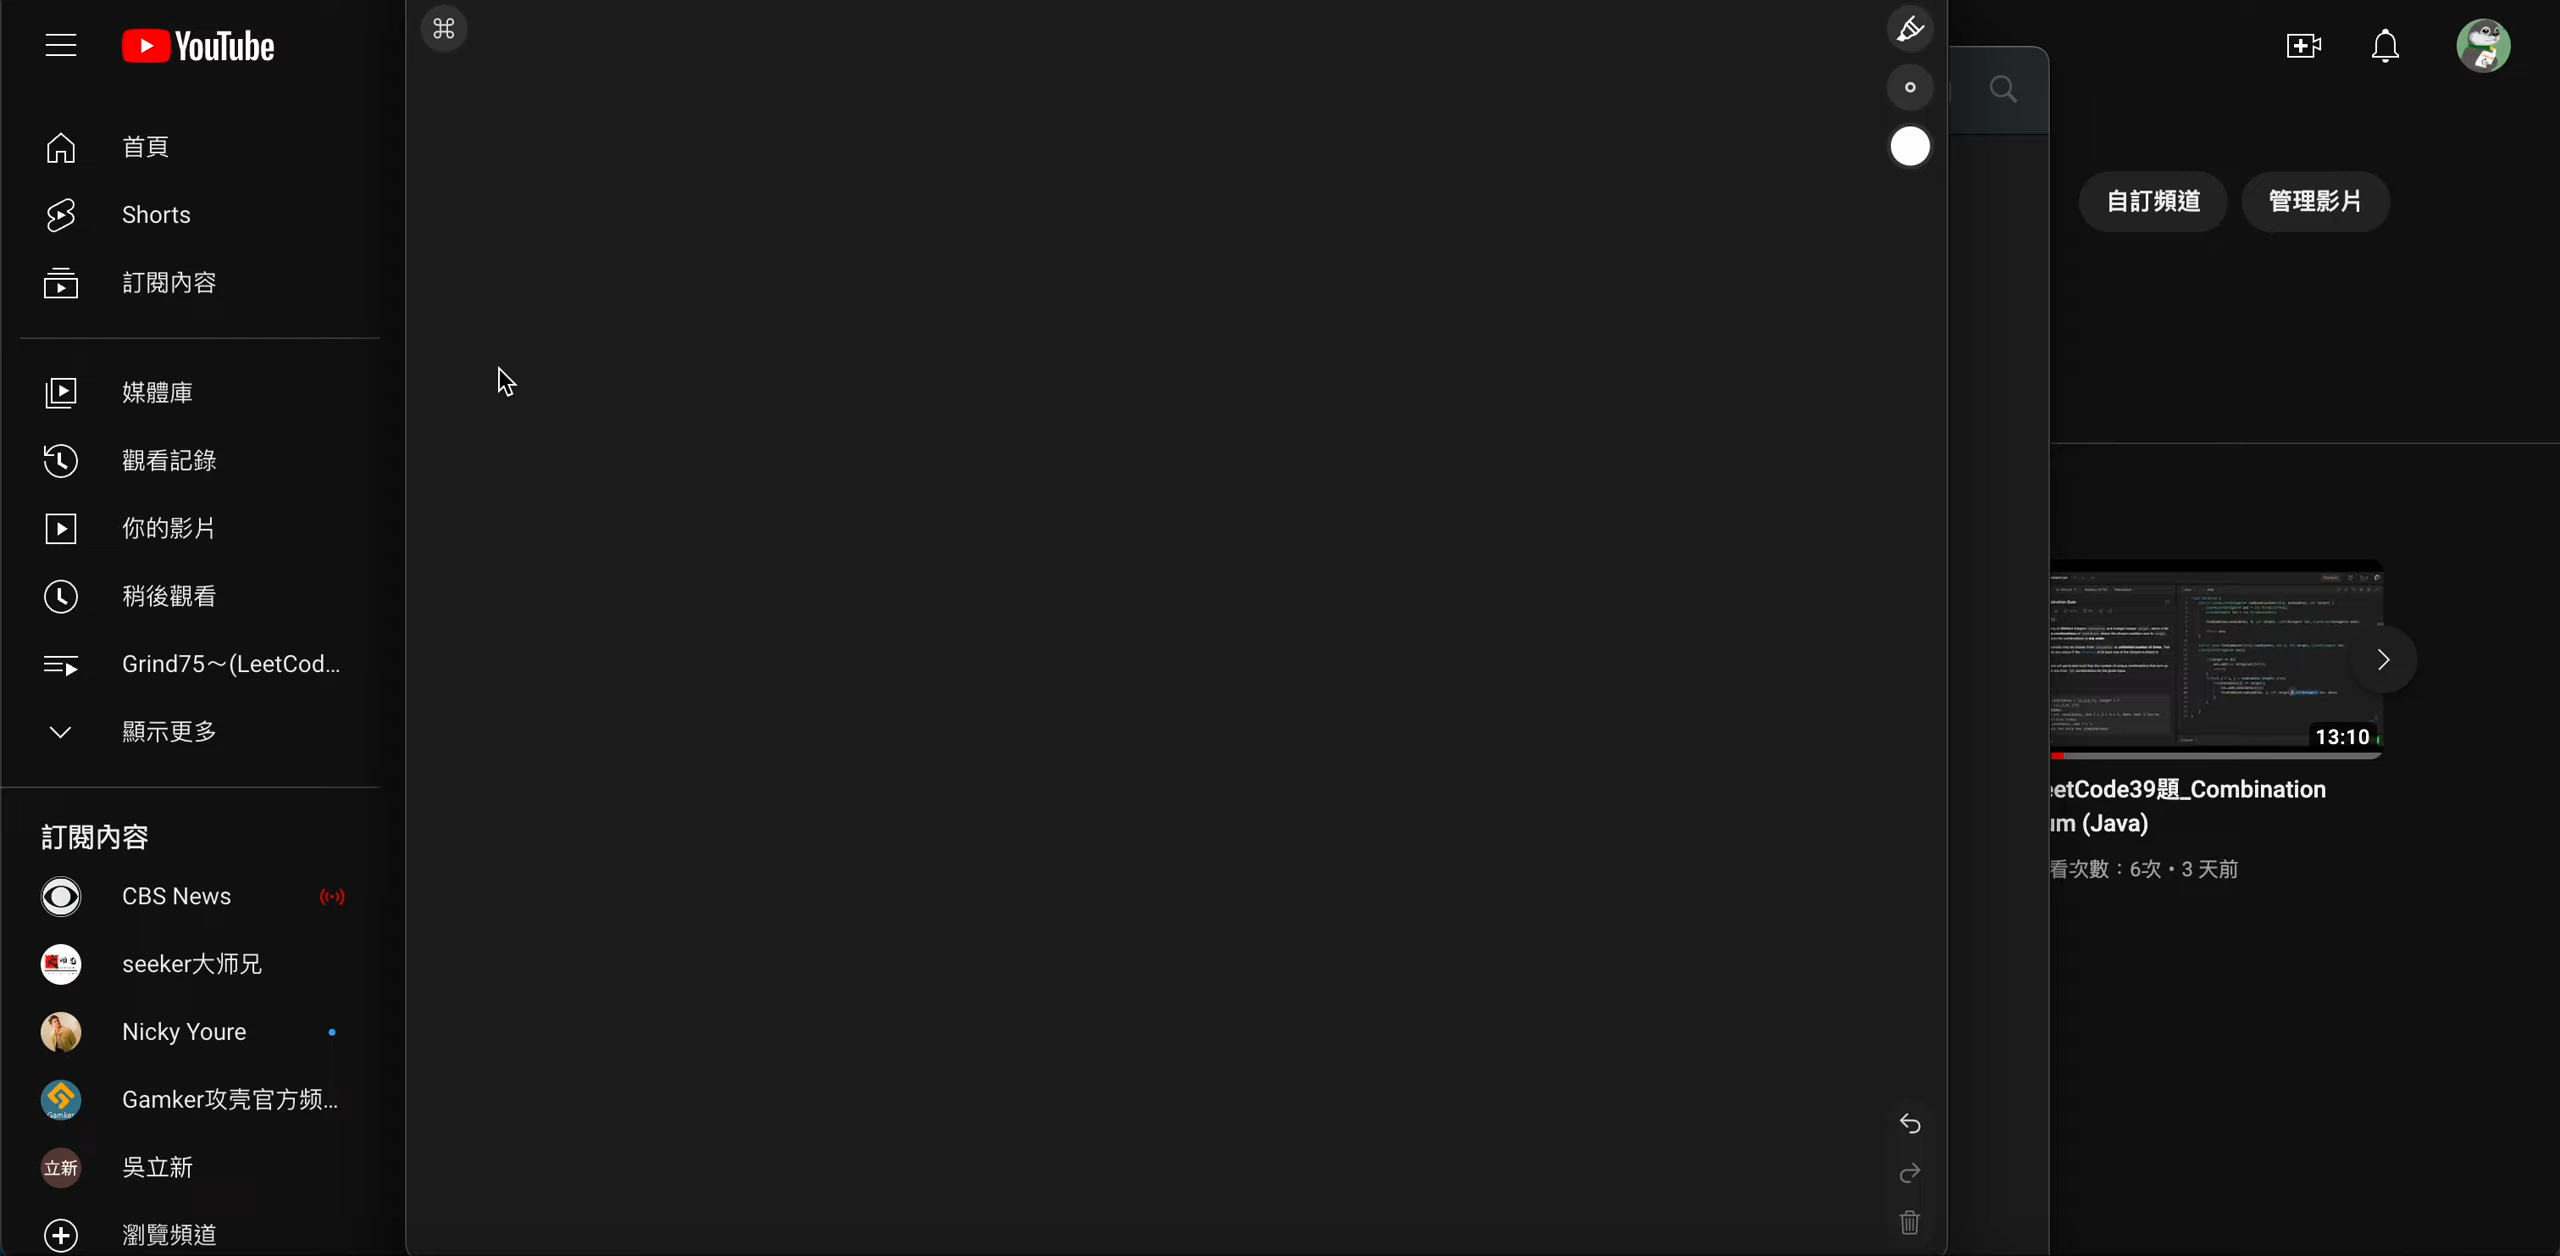 YouTube
首頁
Shorts
訂閱內容
媒體庫
觀看記錄
你的影片
稍後觀看
Grind75～(LeetCod...
顯示更多
訂閱內容
CBS News
seeker大师兄
Nicky Youre
Gamker攻壳官方频...
立新
吳立新
瀏覽頻道
自訂頻道
管理影片
13:10
eetCode39題_Combination
um (Java)
看次數：6次・3 天前